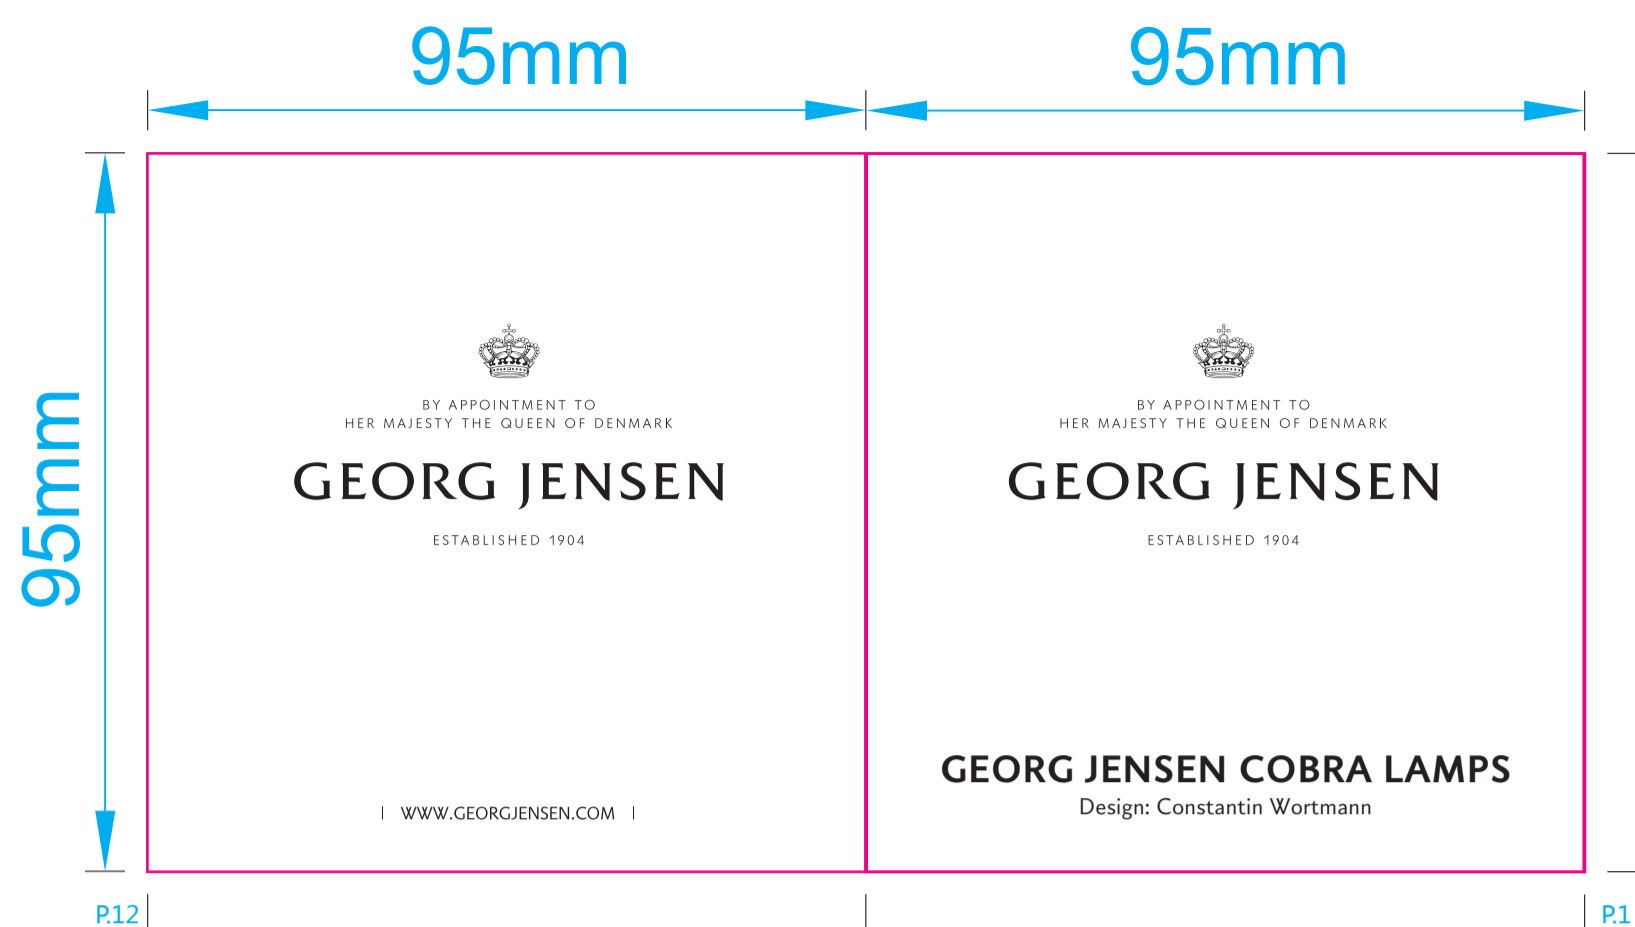 95mm
95mm
95mm
BY APPOINTMENT TO
HER MAJESTY THE QUEEN OF DENMARK
GEORG JENSEN
ESTABLISHED 1904
| WWW.GEORGJENSEN.COM |
BY APPOINTMENT TO
HER MAJESTY THE QUEEN OF DENMARK
GEORG JENSEN
ESTABLISHED 1904
GEORG JENSEN COBRA LAMPS
Design: Constantin Wortmann
P.12
P.1